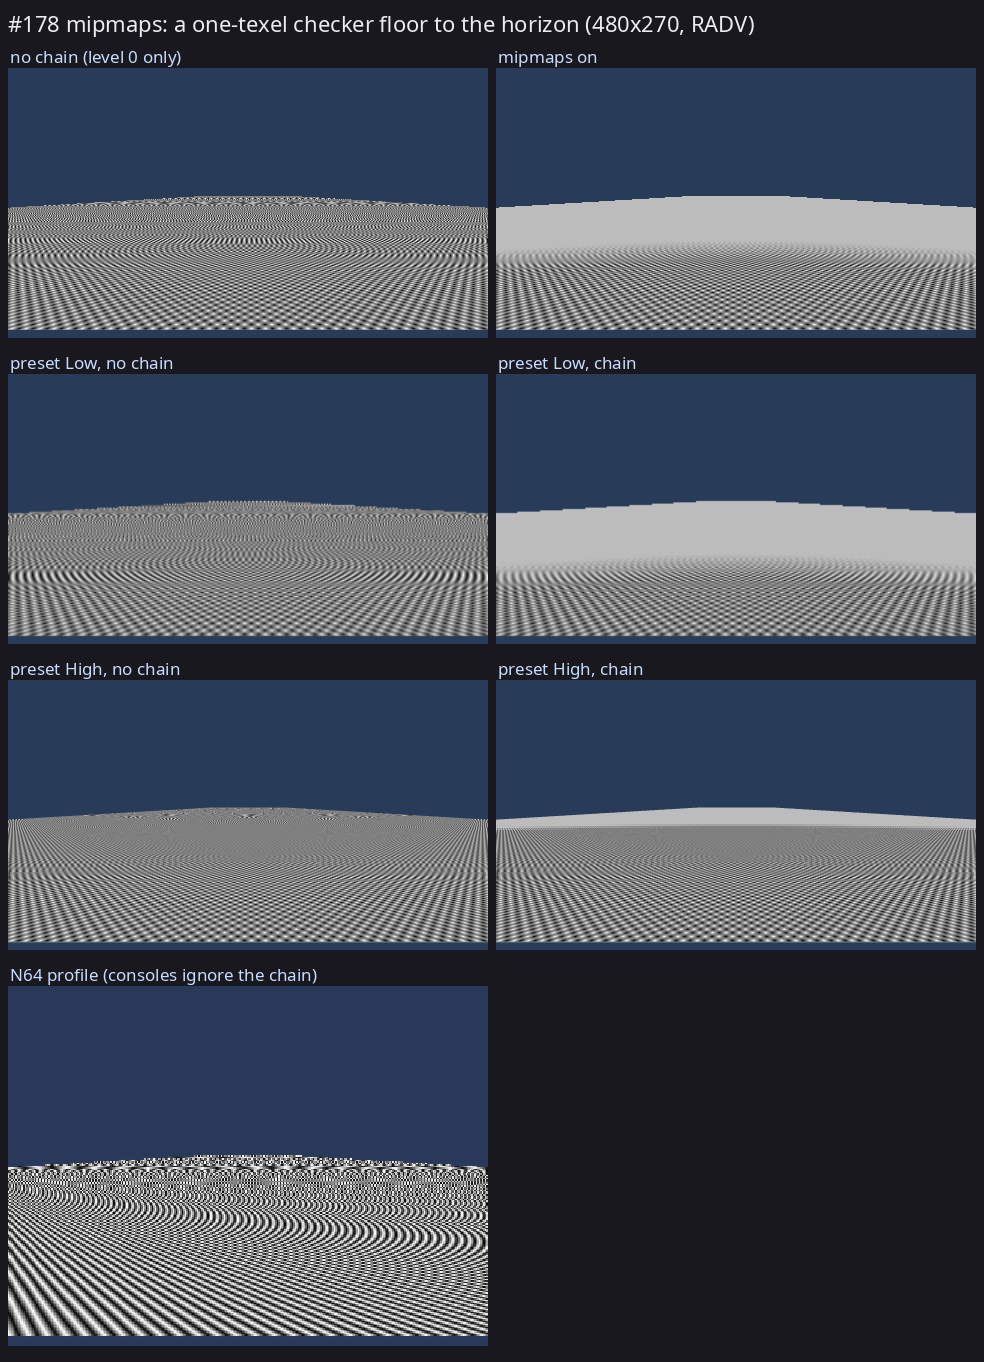 #178 mipmaps: a one-texel checker floor to the horizon (480x270, RADV)
no chain (level 0 only)
mipmaps on
preset Low, no chain
preset Low, chain
preset High, no chain
preset High, chain
N64 profile (consoles ignore the chain)